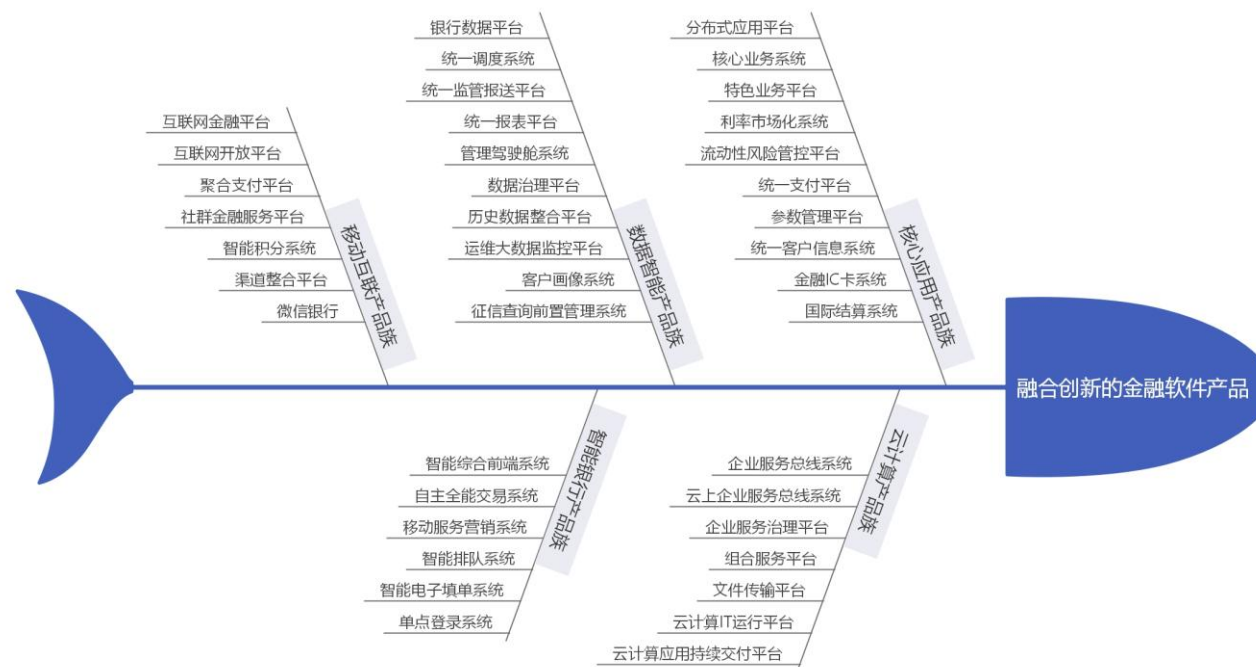 互联网金融平台
互联网开放平台
聚合支付平台
社群金融服务平台
智能积分系统
渠道整合平台
微信银行
移动互联产品族
银行数据平台
统一调度系统
统一监管报送平台
统一报表平台
管理驾驶舱系统
数据治理平台
历史数据整合平台
运维大数据监控平台
客户画像系统
征信查询前置管理系统
数据智能产品族
分布式应用平台
核心业务系统
特色业务平台
利率市场化系统
流动性风险管控平台
统一支付平台
参数管理平台
统一客户信息系统
金融IC卡系统
国际结算系统
核心应用产品族
融合创新的金融软件产品
智能银行产品族
智能综合前端系统
自主全能交易系统
移动服务营销系统
智能排队系统
智能电子填单系统
单点登录系统
云计算产品族
企业服务总线系统
云上企业服务总线系统
企业服务治理平台
组合服务平台
文件传输平台
云计算IT运行平台
云计算应用持续交付平台